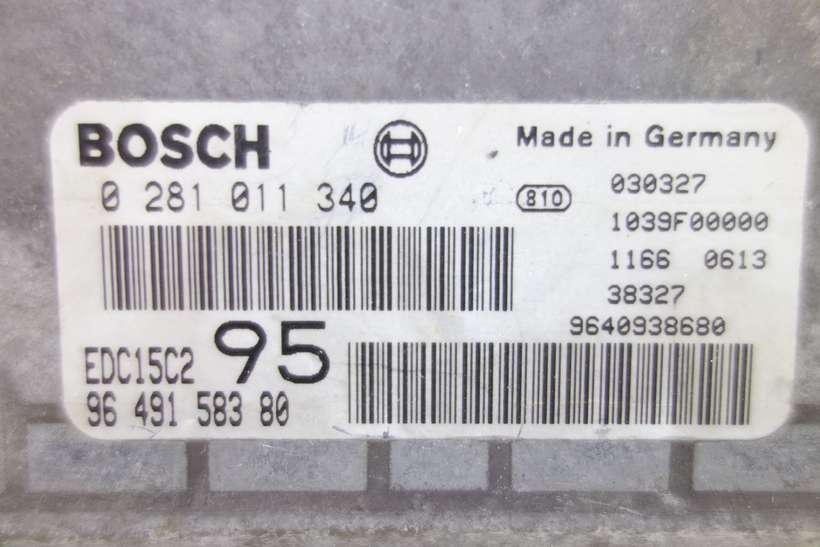 BOSCH
Made in Germany
0 281 011 340
810
030327
1039F00000
1166 0613
38327
9640938680
EDC15C2 95
96 491 583 80